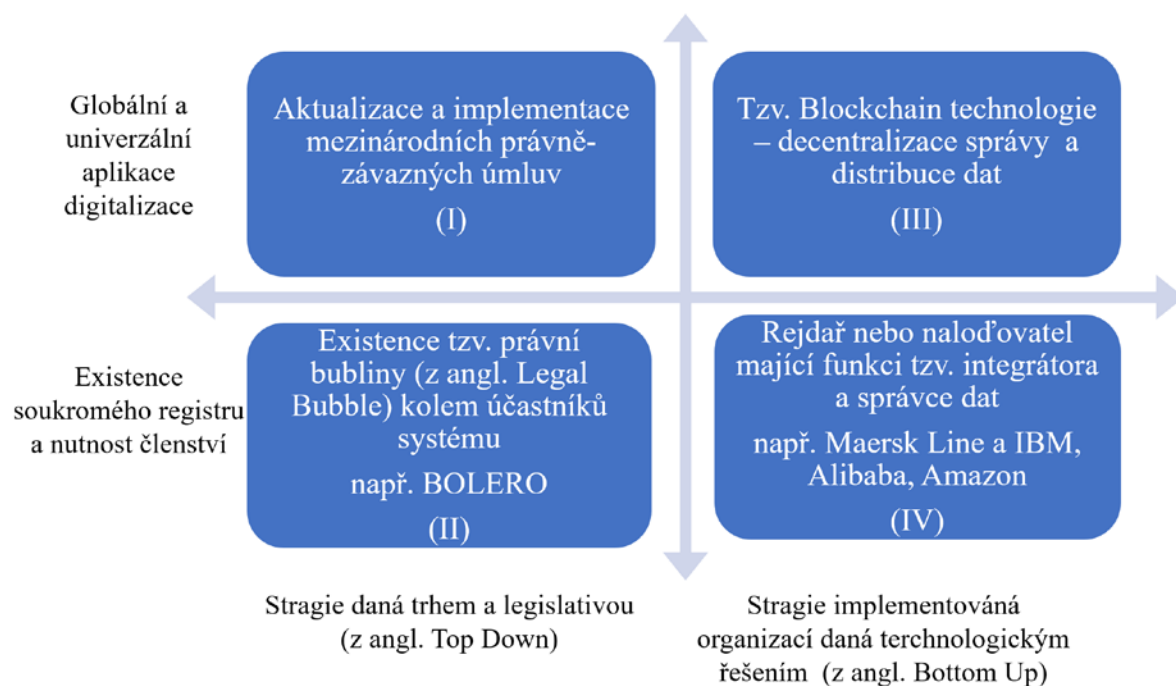 Globální a
univerzální
aplikace
digitalizace
Aktualizace a implementace
mezinárodních právně-
závazných úmluv
(I)
Tzv. Blockchain technologie
– decentralizace správy a
distribuce dat
(III)
Existence
soukromého registru
a nutnost členství
Existence tzv. právní
bubliny (z angl. Legal
Bubble) kolem účastníků
systému
např. BOLERO
(II)
Rejdař nebo naloďovatel
mající funkci tzv. integrátora
a správce dat
např. Maersk Line a IBM,
Alibaba, Amazon
(IV)
Stragie daná trhem a legislativou
(z angl. Top Down)
Stragie implementováná
organizací daná terchnologickým
řešením (z angl. Bottom Up)